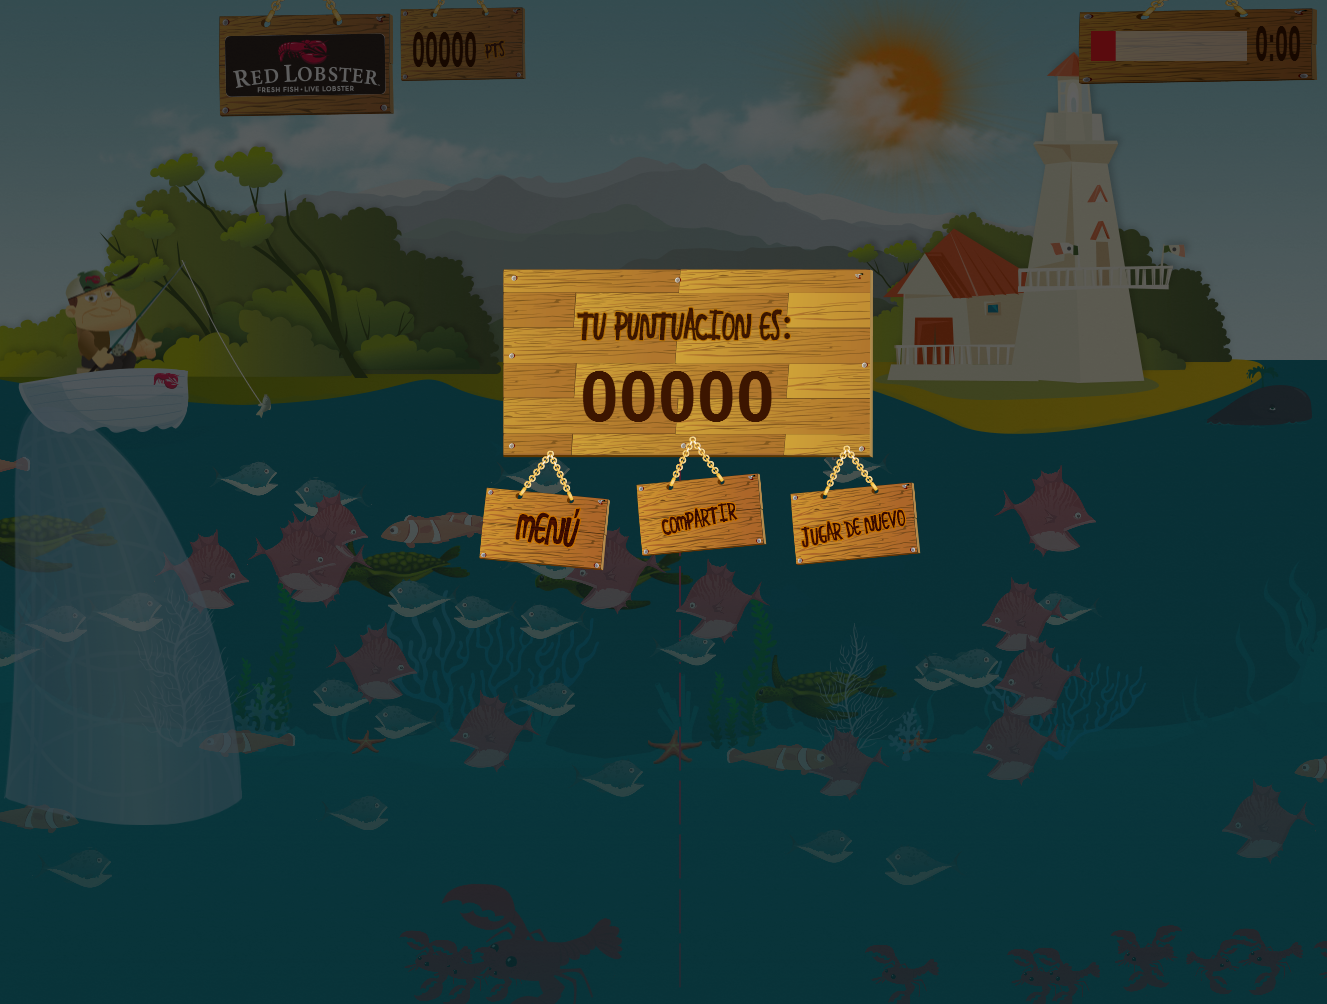 RED LOBSTER
FRESH FISH • LIVE LOBSTER
00000 PTS
0:00
TU PUNTUACION ES:
00000
MENÚ
COMPARTIR
JUGAR DE NUEVO